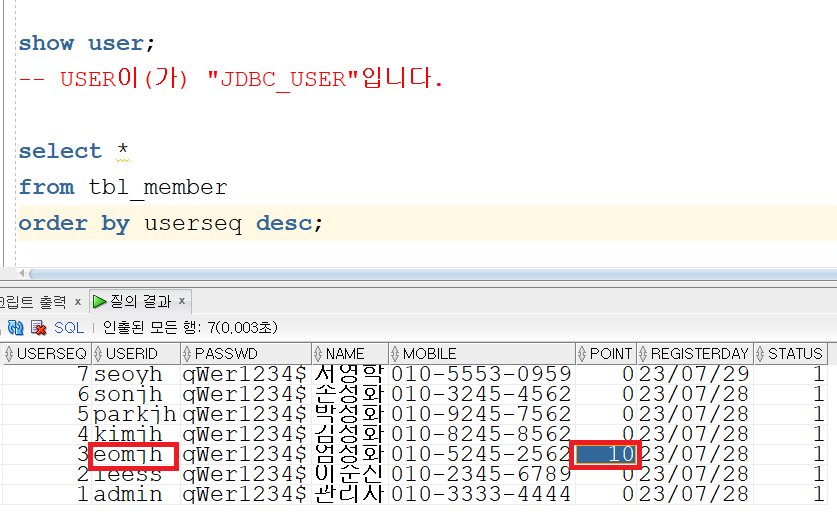 show user;
-- USER이(가) "JDBC_USER"입니다.
select *
from tbl_member
order by userseq desc;
크립트 출력 x 질의 결과 x
SQL | 인출된 모든 행: 7(0,003초)
USERSEQ USERID PASSWD NAME MOBILE POINT REGISTERDAY STATUS
7 seoyh qWer1234$ 서영학 010-5553-0959 0 23/07/29 1
6 sonjh qWer1234$ 손성화 010-3245-4562 0 23/07/28 1
5 parkjh qWer1234$ 박성화 010-9245-7562 0 23/07/28 1
4 kimjh qWer1234$ 김성화 010-8245-8562 0 23/07/28 1
3 eomjh qWer1234$ 엄성화 010-5245-2562 10 23/07/28 1
2 leess qWer1234$ 이순신 010-2345-6789 0 23/07/28 1
1 admin qWer1234$ 관리사 010-3333-4444 0 23/07/28 1